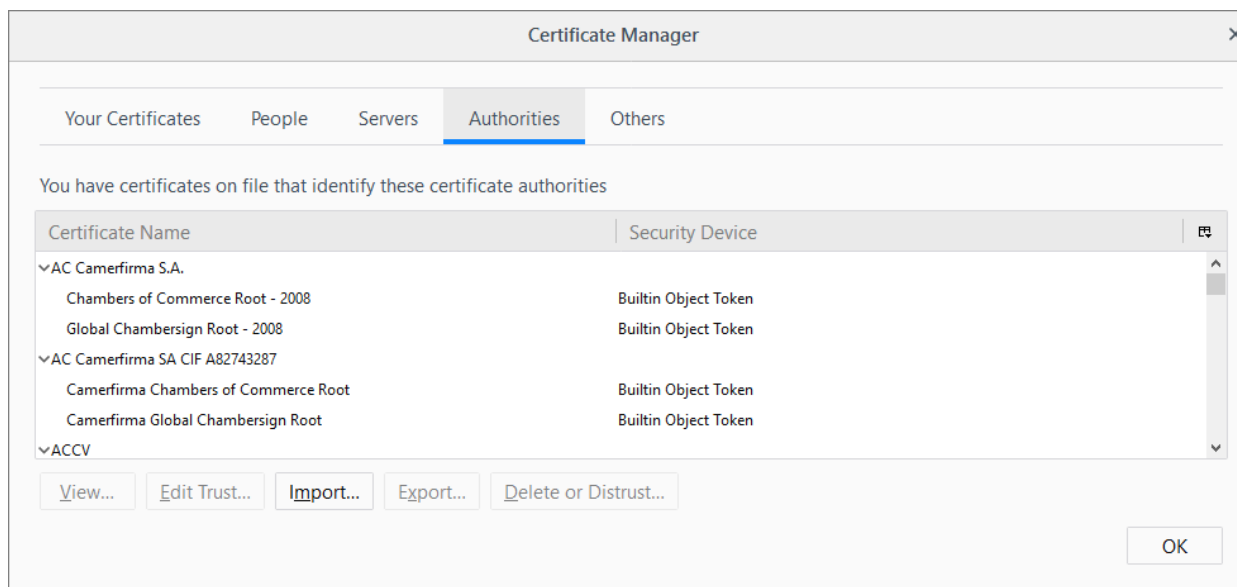 Certificate Manager
Your Certificates People Servers Authorities Others
You have certificates on file that identify these certificate authorities
Certificate Name Security Device
AC Camerfirma S.A.
Chambers of Commerce Root - 2008 Builtin Object Token
Global Chambersign Root - 2008 Builtin Object Token
AC Camerfirma SA CIF A82743287
Camerfirma Chambers of Commerce Root Builtin Object Token
Camerfirma Global Chambersign Root Builtin Object Token
ACCV
View... Edit Trust... Import... Export... Delete or Distrust...
OK